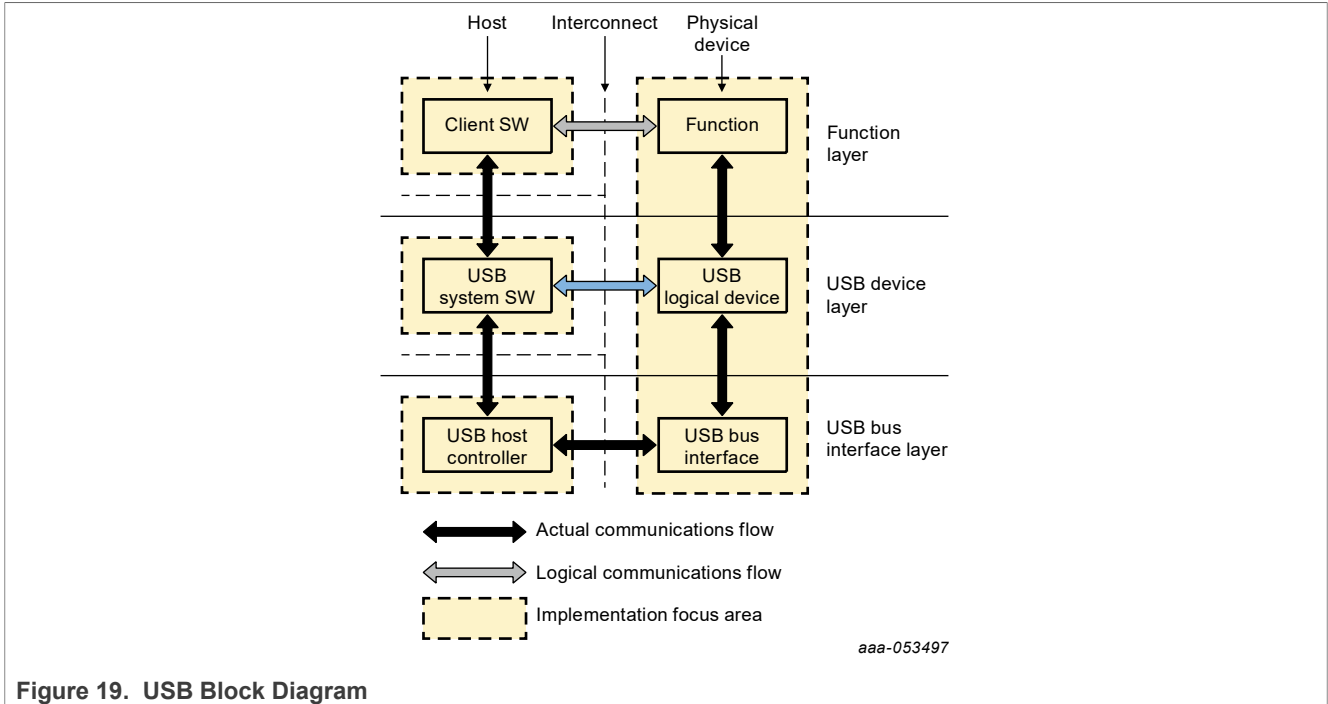 Host
Interconnect
Physical
device
Client SW
Function
Function
layer
USB
system SW
USB
logical device
USB device
layer
USB host
controller
USB bus
interface
USB bus
interface layer
Actual communications flow
Logical communications flow
Implementation focus area
aaa-053497
Figure 19. USB Block Diagram